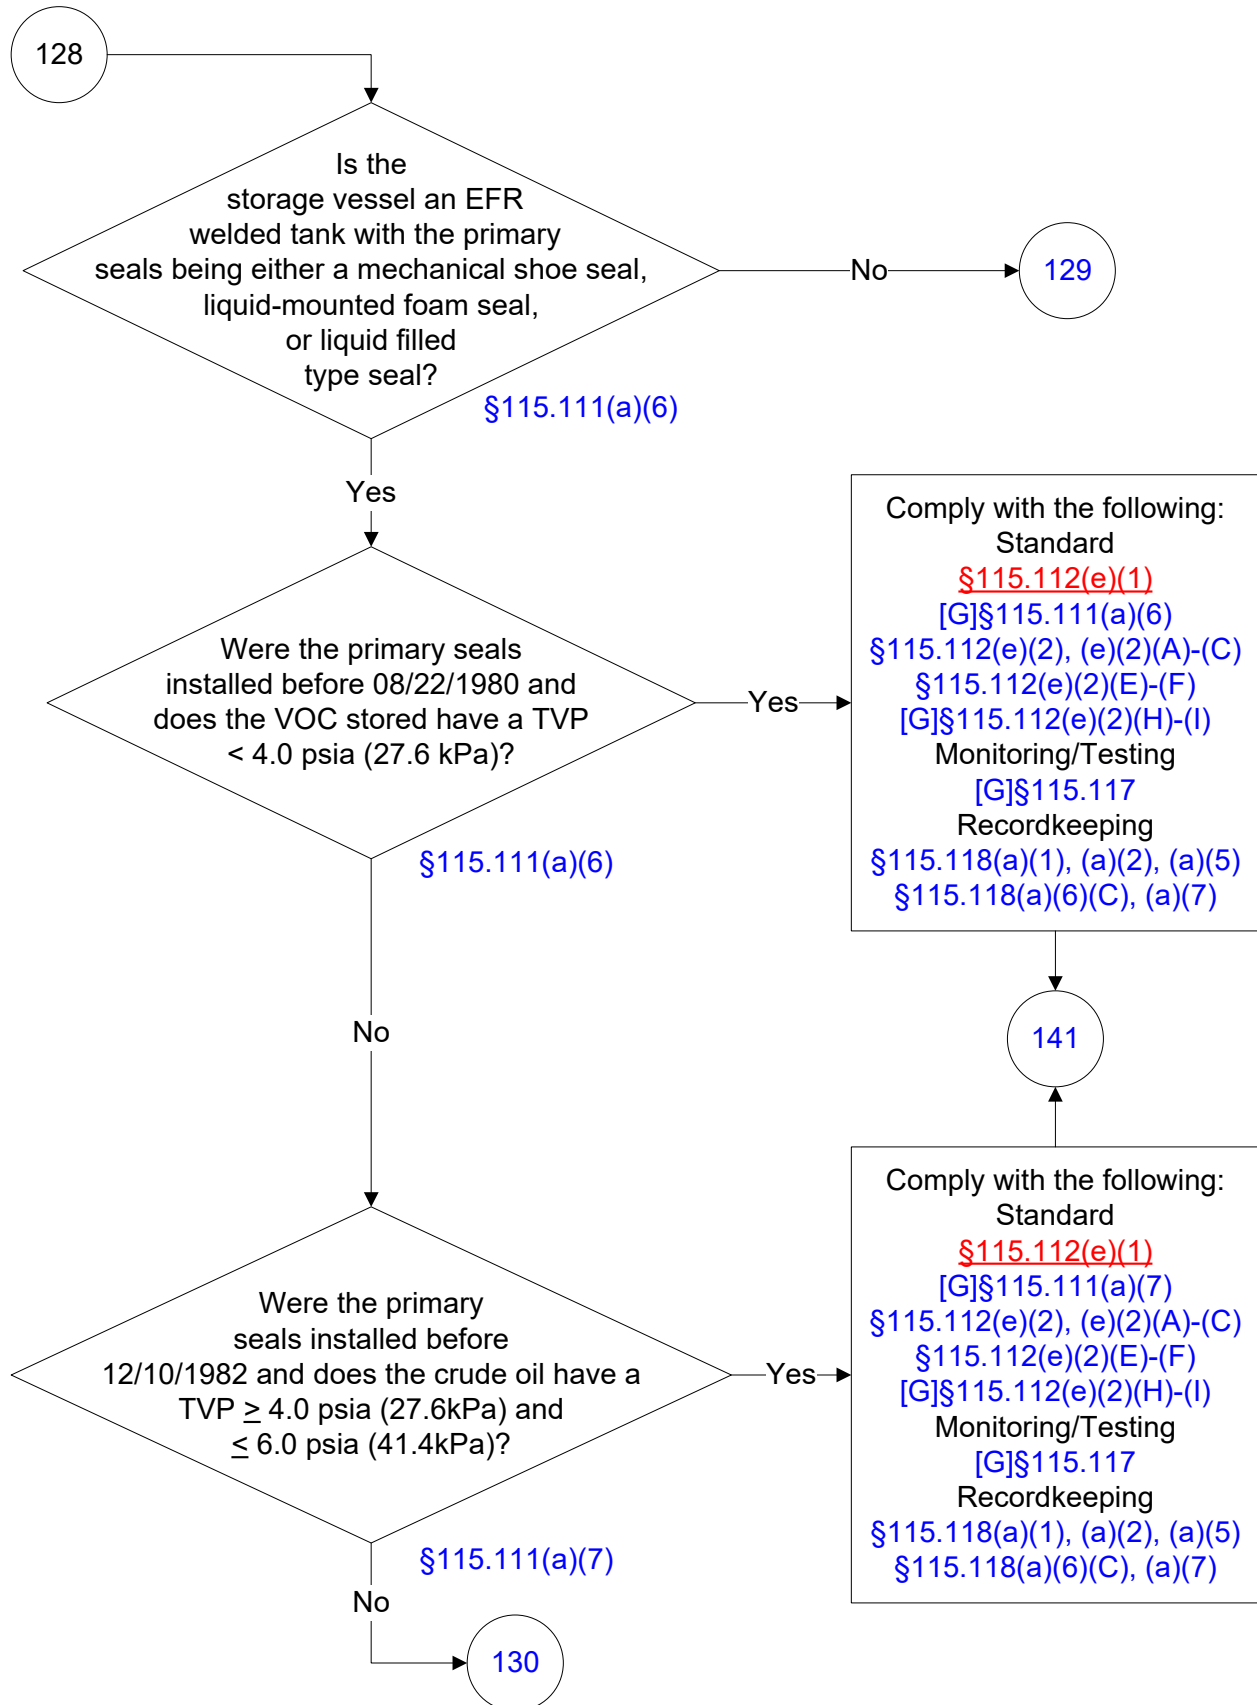 128
Is the
storage vessel an EFR
welded tank with the primary
seals being either a mechanical shoe seal,
liquid-mounted foam seal,
or liquid filled
type seal?
§115.111(a)(6)
No
129
Yes
Were the primary seals
installed before 08/22/1980 and
does the VOC stored have a TVP
< 4.0 psia (27.6 kPa)?
§115.111(a)(6)
Yes
Comply with the following:
Standard
§115.112(e)(1)
[G]§115.111(a)(6)
§115.112(e)(2), (e)(2)(A)-(C)
§115.112(e)(2)(E)-(F)
[G]§115.112(e)(2)(H)-(I)
Monitoring/Testing
[G]§115.117
Recordkeeping
§115.118(a)(1), (a)(2), (a)(5)
§115.118(a)(6)(C), (a)(7)
No
141
Were the primary
seals installed before
12/10/1982 and does the crude oil have a
TVP ≥ 4.0 psia (27.6kPa) and
≤ 6.0 psia (41.4kPa)?
§115.111(a)(7)
Yes
Comply with the following:
Standard
§115.112(e)(1)
[G]§115.111(a)(7)
§115.112(e)(2), (e)(2)(A)-(C)
§115.112(e)(2)(E)-(F)
[G]§115.112(e)(2)(H)-(I)
Monitoring/Testing
[G]§115.117
Recordkeeping
§115.118(a)(1), (a)(2), (a)(5)
§115.118(a)(6)(C), (a)(7)
No
130